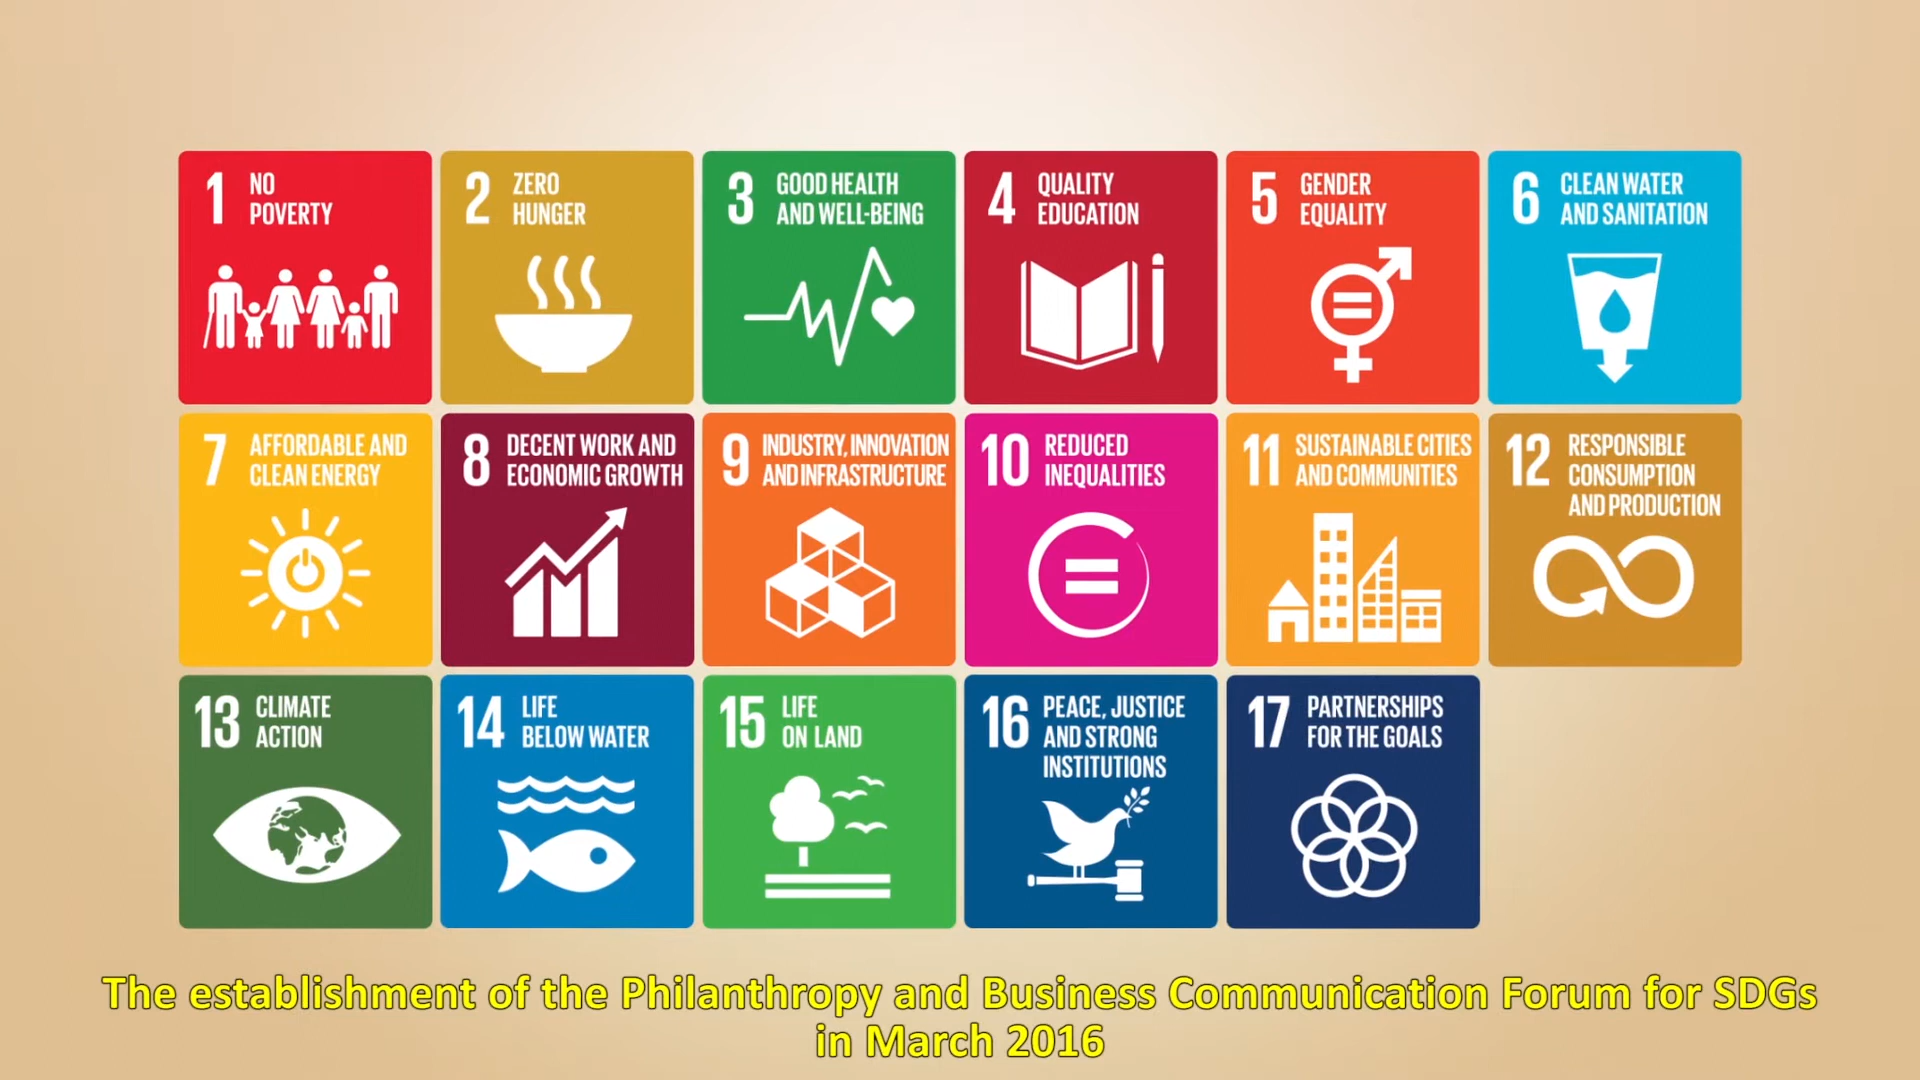 1 NO
POVERTY
2 ZERO
HUNGER
3 GOOD HEALTH
AND WELL-BEING
4 QUALITY
EDUCATION
5 GENDER
EQUALITY
6 CLEAN WATER
AND SANITATION
7 AFFORDABLE AND
CLEAN ENERGY
8 DECENT WORK AND
ECONOMIC GROWTH
9 INDUSTRY, INNOVATION
AND INFRASTRUCTURE
10 REDUCED
INEQUALITIES
11 SUSTAINABLE CITIES
AND COMMUNITIES
12 RESPONSIBLE
CONSUMPTION
AND PRODUCTION
13 CLIMATE
ACTION
14 LIFE
BELOW WATER
15 LIFE
ON LAND
16 PEACE, JUSTICE
AND STRONG
INSTITUTIONS
17 PARTNERSHIPS
FOR THE GOALS
The establishment of the Philanthropy and Business Communication Forum for SDGs
in March 2016